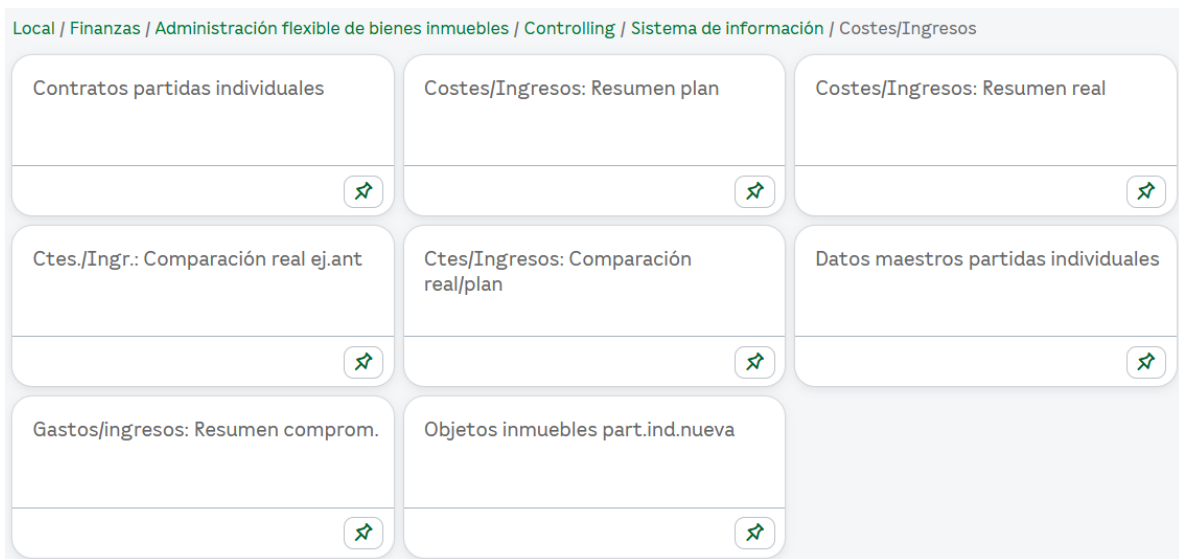 Local / Finanzas / Administración flexible de bienes inmuebles / Controlling / Sistema de información / Costes/Ingresos
Contratos partidas individuales
Costes/Ingresos: Resumen plan
Costes/Ingresos: Resumen real
Ctes./Ingr.: Comparación real ej.ant
Ctes/Ingresos: Comparación
real/plan
Datos maestros partidas individuales
Gastos/ingresos: Resumen comprom.
Objetos inmuebles part.ind.nueva